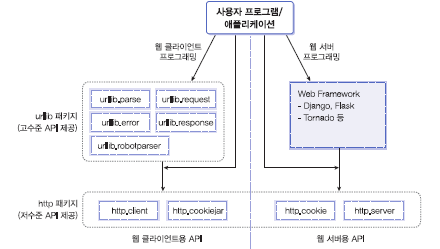 사용자 프로그램/
애플리케이션
웹 클라이언트
프로그래밍
웹 서버
프로그래밍
urllib 패키지
(고수준 API 제공)
urllib.parse
urllib.request
urllib.error
urllib.response
urllib.robotparser
Web Framework
- Django, Flask
- Tornado 등
http 패키지
(저수준 API 제공)
http.client
http.cookiejar
http.cookie
http.server
웹 클라이언트용 API
웹 서버용 API